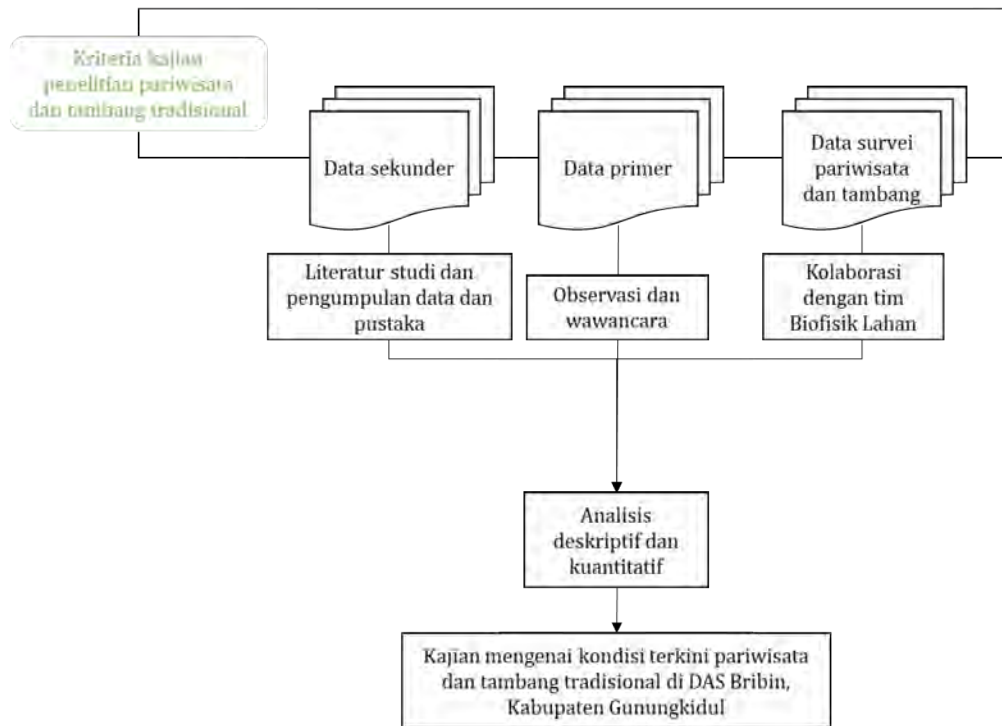 Kriteria kajian
penelitian pariwisata
dan tambang tradisional
Data sekunder
Data primer
Data survei
pariwisata
dan tambang
Literatur studi dan
pengumpulan data dan
pustaka
Observasi dan
wawancara
Kolaborasi
dengan tim
Biofisik Lahan
Analisis
deskriptif dan
kuantitatif
Kajian mengenai kondisi terkini pariwisata
dan tambang tradisional di DAS Bribin,
Kabupaten Gunungkidul